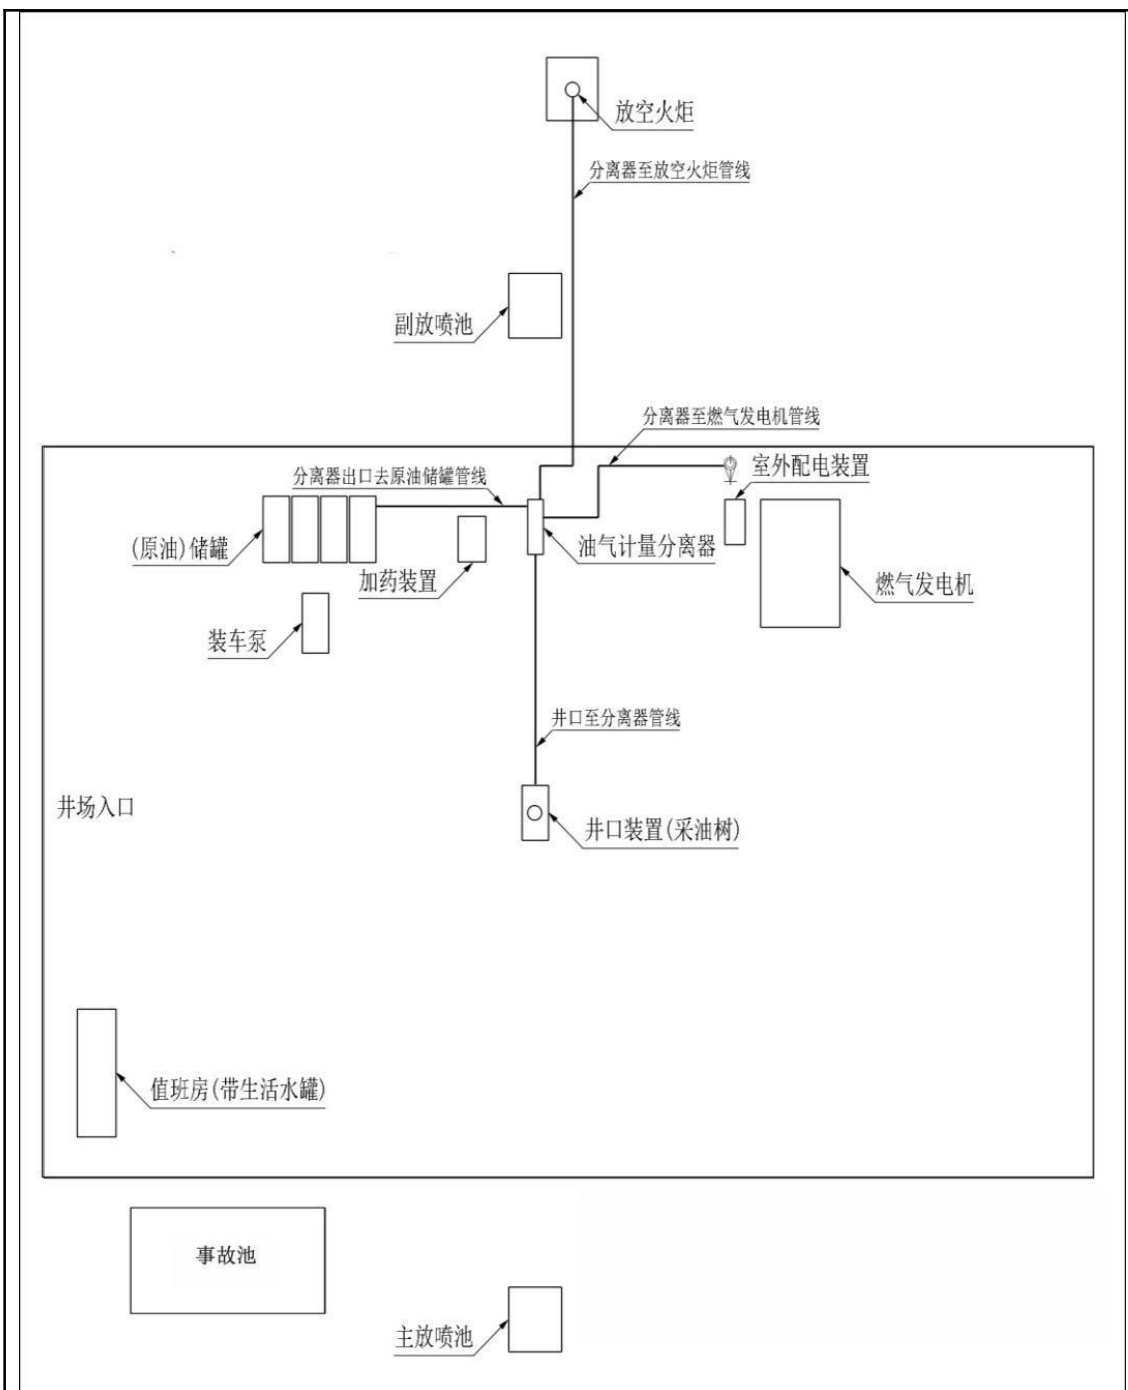 放空火炬
分离器至放空火炬管线
副放喷池
分离器至燃气发电机管线
分离器出口去原油储罐管线
室外配电装置
(原油)储罐
加药装置
油气计量分离器
燃气发电机
装车泵
井口至分离器管线
井场入口
井口装置(采油树)
值班房(带生活水罐)
事故池
主放喷池